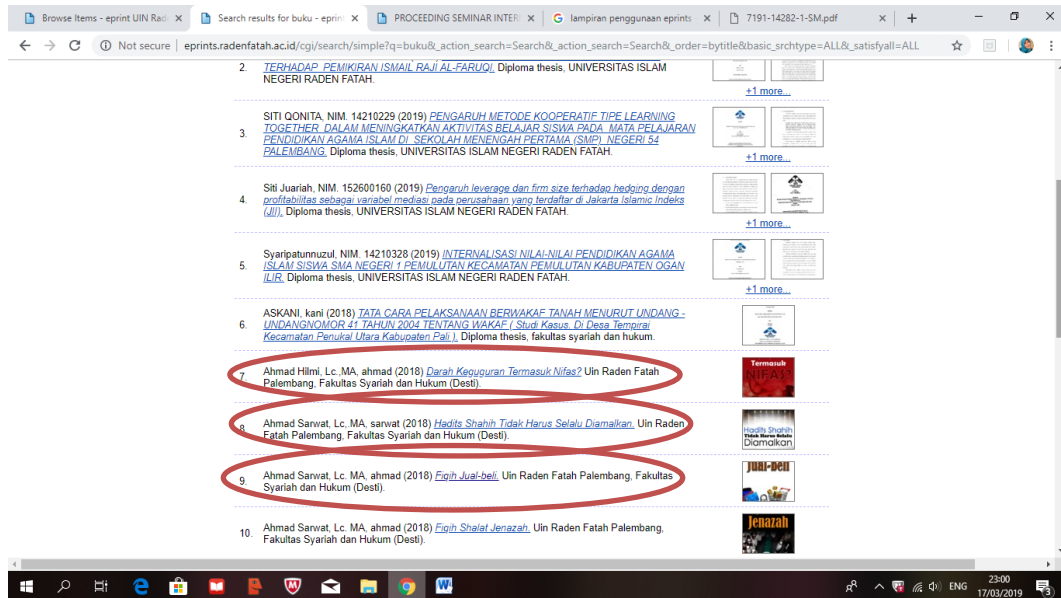 Browse Items - eprint UIN Rade
Search results for buku - eprint
PROCEEDING SEMINAR INTER
lampiran penggunaan eprints
7191-14282-1-SM.pdf
Not secure | eprints.radenfatah.ac.id/cgi/search/simple?q=buku&_action_search=Search&_action_search=Search&_order=bytitle&basic_srchtype=ALL&_satisfyall=ALL
2. TERHADAP PEMIKIRAN ISMAIL RAJI AL-FARUQI. Diploma thesis, UNIVERSITAS ISLAM
NEGERI RADEN FATAH.
+1 more...
SITI QONITA, NIM. 14210229 (2019) PENGARUH METODE KOOPERATIF TIPE LEARNING
3. TOGETHER DALAM MENINGKATKAN AKTIVITAS BELAJAR SISWA PADA MATA PELAJARAN
PENDIDIKAN AGAMA ISLAM DI SEKOLAH MENENGAH PERTAMA (SMP) NEGERI 54
PALEMBANG. Diploma thesis, UNIVERSITAS ISLAM NEGERI RADEN FATAH.
+1 more...
Siti Juariah, NIM. 152600160 (2019) Pengaruh leverage dan firm size terhadap hedging dengan
4. profitabilitas sebagai variabel mediasi pada perusahaan yang terdaftar di Jakarta Islamic Indeks
(JII). Diploma thesis, UNIVERSITAS ISLAM NEGERI RADEN FATAH.
+1 more...
Syaripatunnuzul, NIM. 14210328 (2019) INTERNALISASI NILAI-NILAI PENDIDIKAN AGAMA
5. ISLAM SISWA SMA NEGERI 1 PEMULUTAN KECAMATAN PEMULUTAN KABUPATEN OGAN
ILIR. Diploma thesis, UNIVERSITAS ISLAM NEGERI RADEN FATAH.
+1 more...
ASKANI, kani (2018) TATA CARA PELAKSANAAN BERWAKAF TANAH MENURUT UNDANG -
6. UNDANGNOMOR 41 TAHUN 2004 TENTANG WAKAF ( Studi Kasus. Di Desa Tempirai
Kecamatan Penukal Utara Kabupaten Pali ). Diploma thesis, fakultas syariah dan hukum.
7. Ahmad Hilmi, Lc.,MA, ahmad (2018) Darah Keguguran Termasuk Nifas? Uin Raden Fatah
Palembang, Fakultas Syariah dan Hukum (Desti).
Termasuk
NIFAS?
8. Ahmad Sarwat, Lc,.MA, sarwat (2018) Hadits Shahih Tidak Harus Selalu Diamalkan. Uin Raden
Fatah Palembang, Fakultas Syariah dan Hukum (Desti).
Hadits Shahih
Tidak Harus Selalu
Diamalkan
9. Ahmad Sarwat, Lc. MA, ahmad (2018) Fiqih Jual-beli. Uin Raden Fatah Palembang, Fakultas
Syariah dan Hukum (Desti).
Jual-Beli
10. Ahmad Sarwat, Lc. MA, ahmad (2018) Fiqih Shalat Jenazah. Uin Raden Fatah Palembang,
Fakultas Syariah dan Hukum (Desti).
Jenazah
ENG
23:00
17/03/2019